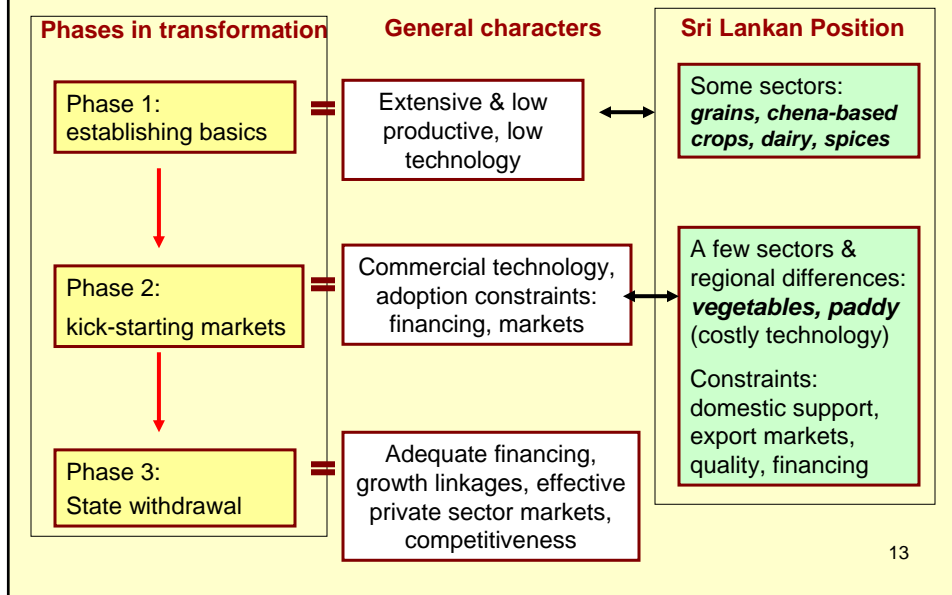 Phases in transformation
General characters
Sri Lankan Position
Phase 1:
establishing basics
=
Extensive & low
productive, low
technology
Some sectors:
grains, chena-based
crops, dairy, spices
Phase 2:
kick-starting markets
=
Commercial technology,
adoption constraints:
financing, markets
A few sectors &
regional differences:
vegetables, paddy
(costly technology)
Constraints:
domestic support,
export markets,
quality, financing
Phase 3:
State withdrawal
=
Adequate financing,
growth linkages, effective
private sector markets,
competitiveness
13